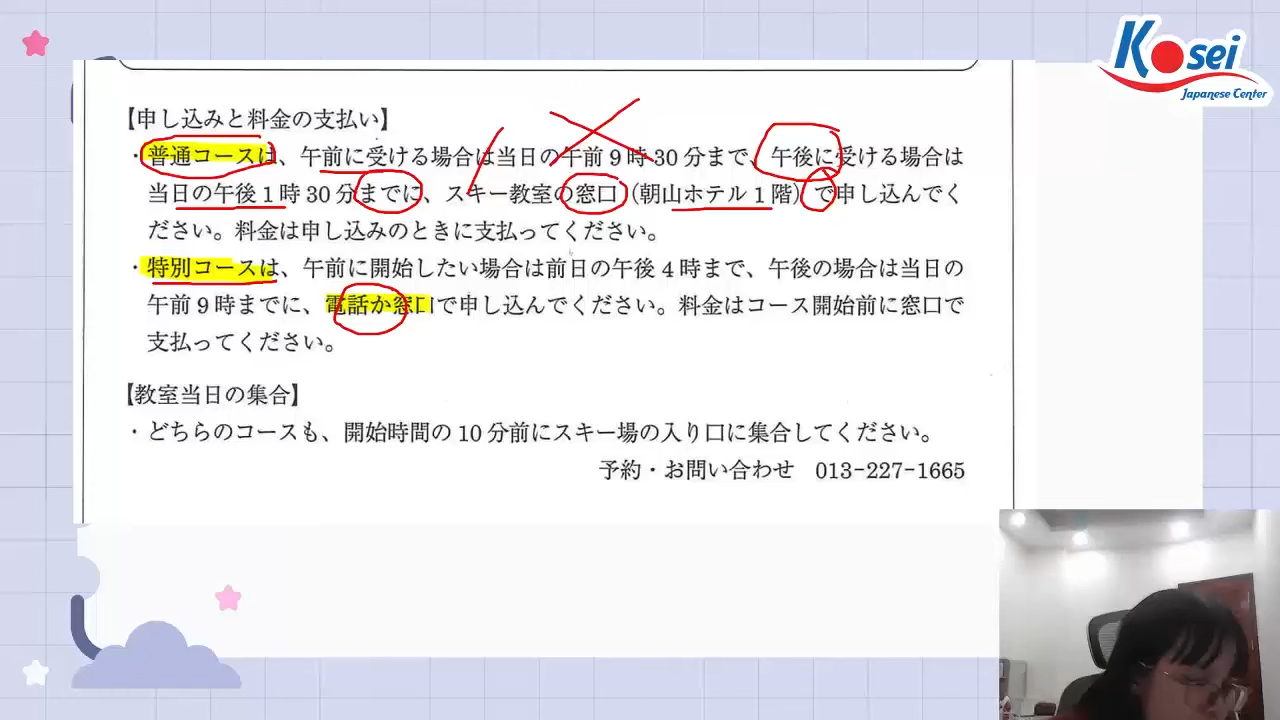 Kosei
Japanese Center
【申し込みと料金の支払い】
・普通コースは、午前に受ける場合は当日の午前9時30分まで、午後に受ける場合は
当日の午後1時30分までに、スキー教室の窓口(朝山ホテル1階)で申し込んでく
ださい。料金は申し込みのときに支払ってください。
・特別コースは、午前に開始したい場合は前日の午後4時まで、午後の場合は当日の
午前9時までに、電話か窓口で申し込んでください。料金はコース開始前に窓口で
支払ってください。
【教室当日の集合】
・どちらのコースも、開始時間の10分前にスキー場の入り口に集合してください。
予約・お問い合わせ 013-227-1665